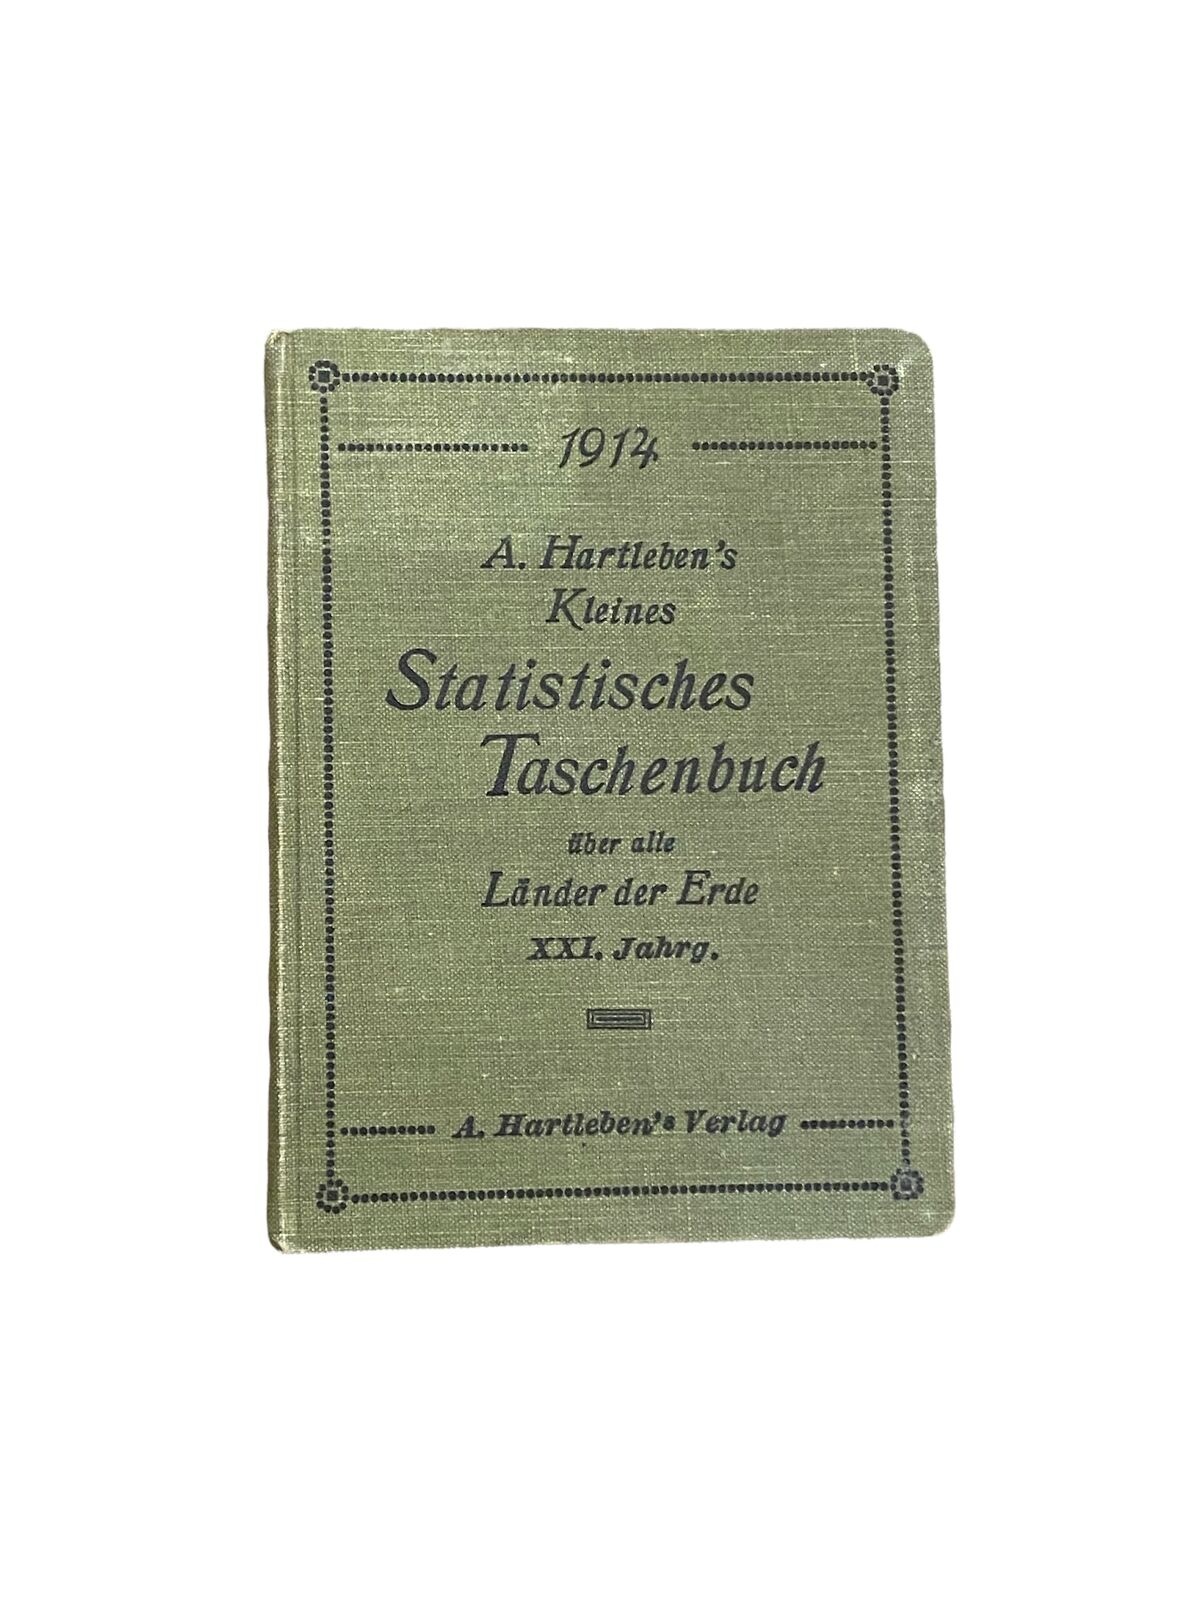 1914
A. Hartleben's
Kleines
Statistisches
Taschenbuch
über alle
Länder der Erde
XXI. Jahrg.
A. Hartleben's Verlag